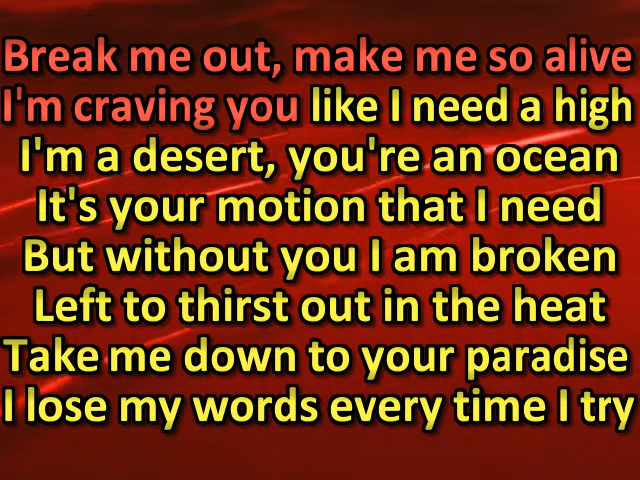 Break me out, make me so alive
I'm craving you like I need a high
I'm a desert, you're an ocean
It's your motion that I need
But without you I am broken
Left to thirst out in the heat
Take me down to your paradise
I lose my words every time I try